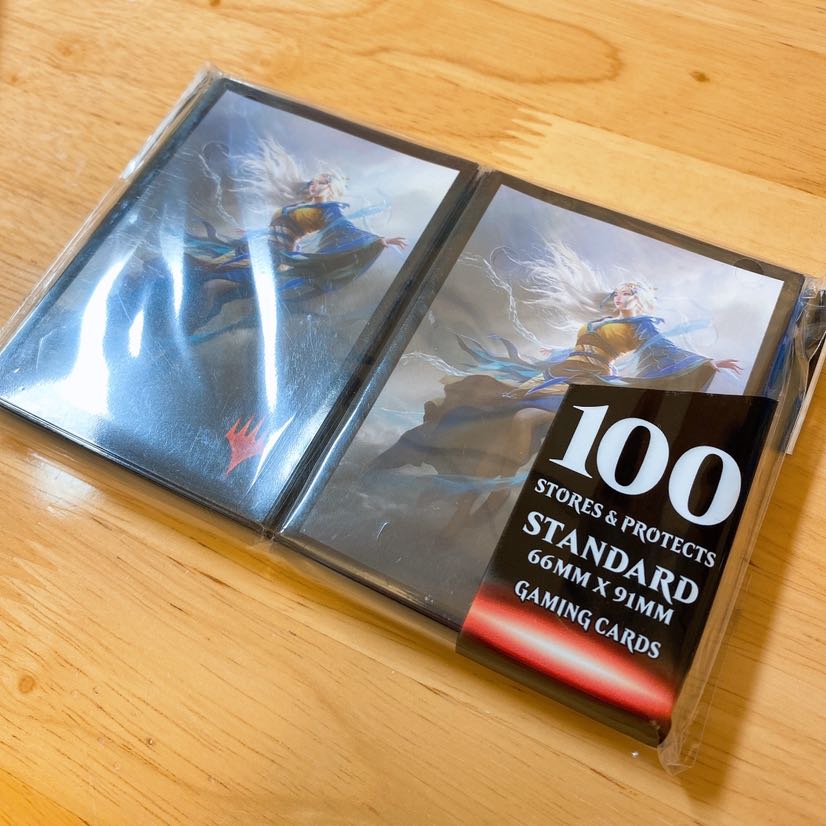 100
STORES & PROTECTS
STANDARD
66MM X 91MM
GAMING CARDS